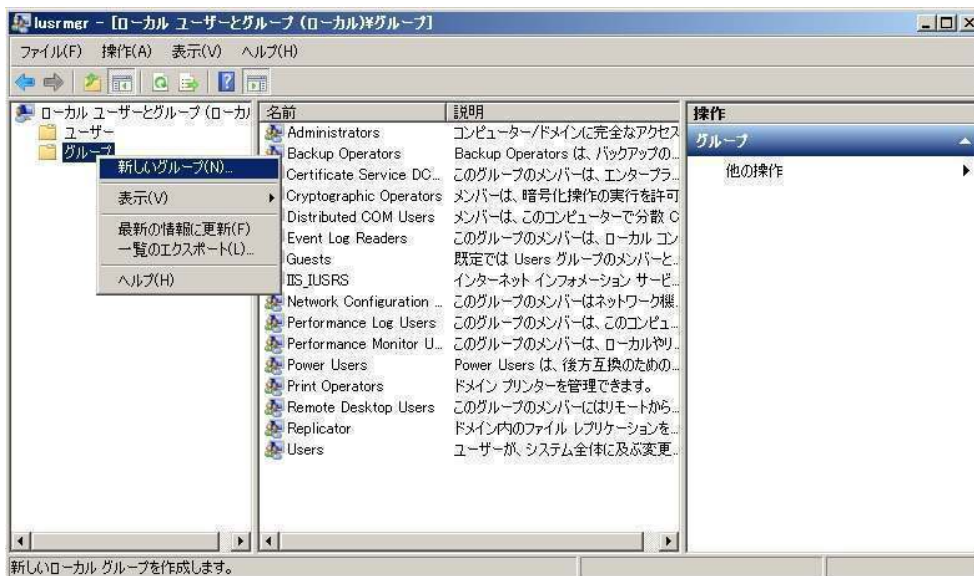 lusrmgr - [ローカル ユーザーとグループ (ローカル)¥グループ]
ファイル(F) 操作(A) 表示(V) ヘルプ(H)
ローカル ユーザーとグループ (ローカル
ユーザー
グループ
新しいグループ(N)...
表示(V)
最新の情報に更新(F)
一覧のエクスポート(L)...
ヘルプ(H)
名前 説明
Administrators コンピューター/ドメインに完全なアクセス
Backup Operators Backup Operators は、バックアップの...
Certificate Service DC... このグループのメンバーは、エンタープラ...
Cryptographic Operators メンバーは、暗号化操作の実行を許可
Distributed COM Users メンバーは、このコンピューターで分散 C
Event Log Readers このグループのメンバーは、ローカル コン
Guests 既定では Users グループのメンバーと...
IIS_IUSRS インターネット インフォメーション サービ...
Network Configuration ... このグループのメンバーはネットワーク機...
Performance Log Users このグループのメンバーは、このコンピュ...
Performance Monitor U... このグループのメンバーは、ローカルやリ...
Power Users Power Users は、後方互換のための...
Print Operators ドメイン プリンターを管理できます。
Remote Desktop Users このグループのメンバーにはリモートから...
Replicator ドメイン内のファイル レプリケーションを...
Users ユーザーが、システム全体に及ぶ変更...
操作
グループ
他の操作
新しいローカル グループを作成します。